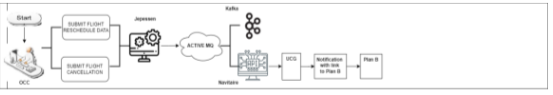 Start
OCC
SUBMIT FLIGHT
RESCHEDULE DATA
SUBMIT FLIGHT
CANCELLATION
Jeppesen
ACTIVE MQ
Kafka
Navitaire
UCG
Notification
with link
to Plan B
Plan B